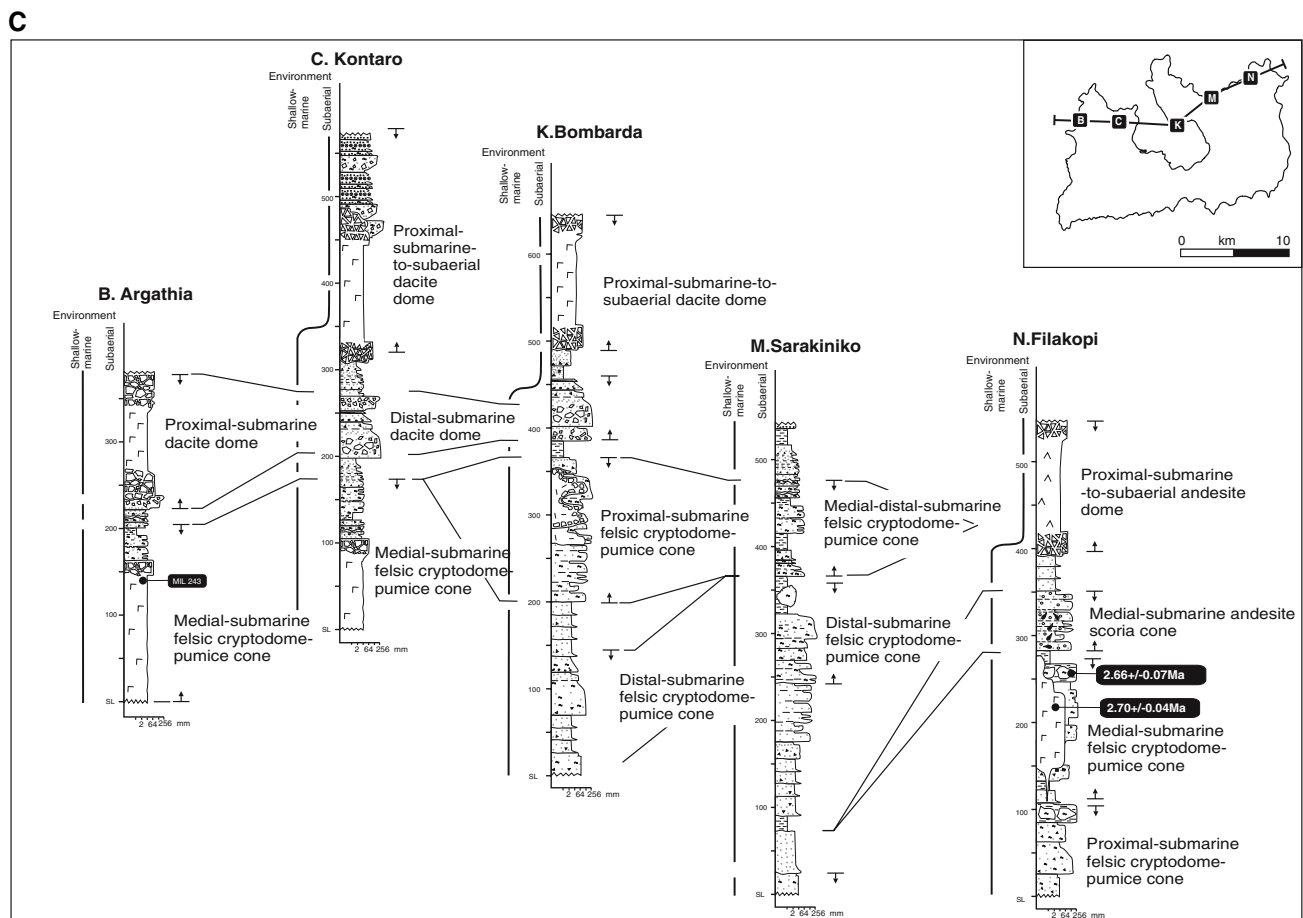 C
C. Kontaro
Environment
Shallow-
marine
Subaerial
500
400
300
200
100
SL
2 64 256 mm
Proximal-
submarine-
to-subaerial
dacite
dome
Distal-submarine
dacite dome
Medial-submarine
felsic cryptodome-
pumice cone
B. Argathia
Environment
Shallow-
marine
Subaerial
300
200
100
SL
2 64 256 mm
MIL 243
Proximal-submarine
dacite dome
Medial-submarine
felsic cryptodome-
pumice cone
K.Bombarda
Environment
Shallow-
marine
Subaerial
600
500
400
300
200
100
SL
2 64 256 mm
Proximal-submarine-to-
subaerial dacite dome
Proximal-submarine
felsic cryptodome-
pumice cone
Distal-submarine
felsic cryptodome-
pumice cone
M.Sarakiniko
Environment
Shallow-
marine
Subaerial
500
400
300
200
100
SL
2 64 256 mm
Medial-distal-submarine
felsic cryptodome-
pumice cone
Distal-submarine
felsic cryptodome-
pumice cone
N.Filakopi
Environment
Shallow-
marine
Subaerial
500
400
300
200
100
SL
2 64 256 mm
Proximal-submarine
-to-subaerial andesite
dome
Medial-submarine andesite
scoria cone
2.66+/-0.07Ma
2.70+/-0.04Ma
Medial-submarine
felsic cryptodome-
pumice cone
Proximal-submarine
felsic cryptodome-
pumice cone
B
C
K
M
N
0 km 10